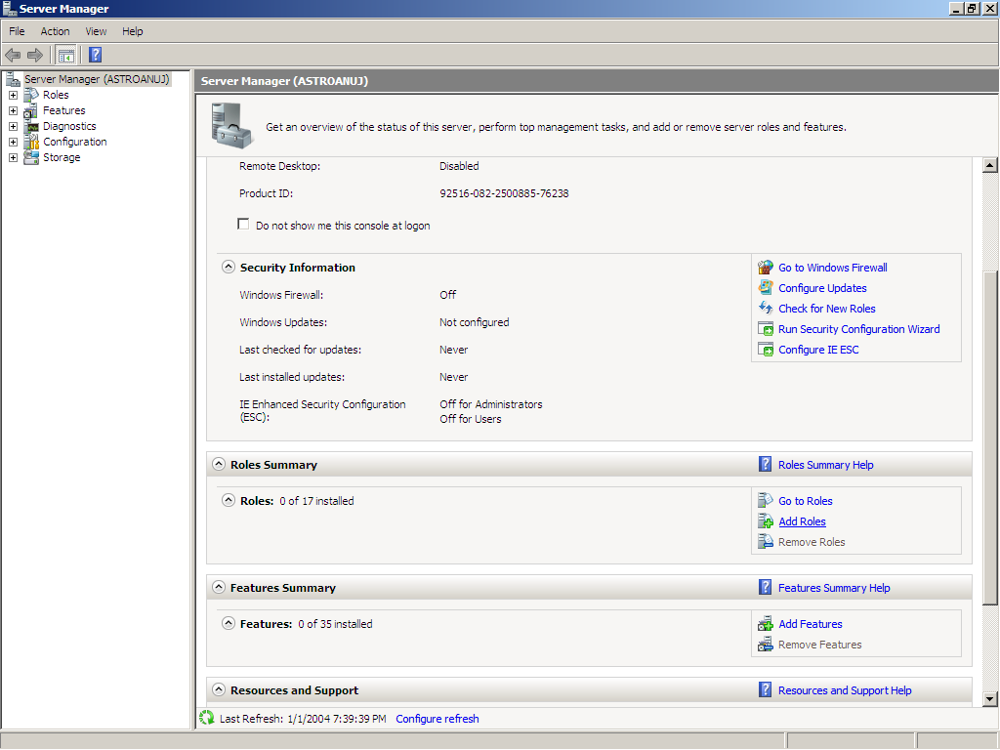 Server Manager
File Action View Help
Server Manager (ASTROANUJ)
Roles
Features
Diagnostics
Configuration
Storage
Server Manager (ASTROANUJ)
Get an overview of the status of this server, perform top management tasks, and add or remove server roles and features.
Remote Desktop: Disabled
Product ID: 92516-082-2500885-76238
Do not show me this console at logon
Security Information
Windows Firewall: Off
Windows Updates: Not configured
Last checked for updates: Never
Last installed updates: Never
IE Enhanced Security Configuration Off for Administrators
(ESC): Off for Users
Go to Windows Firewall
Configure Updates
Check for New Roles
Run Security Configuration Wizard
Configure IE ESC
Roles Summary Roles Summary Help
Roles: 0 of 17 installed
Go to Roles
Add Roles
Remove Roles
Features Summary Features Summary Help
Features: 0 of 35 installed
Add Features
Remove Features
Resources and Support Resources and Support Help
Last Refresh: 1/1/2004 7:39:39 PM Configure refresh